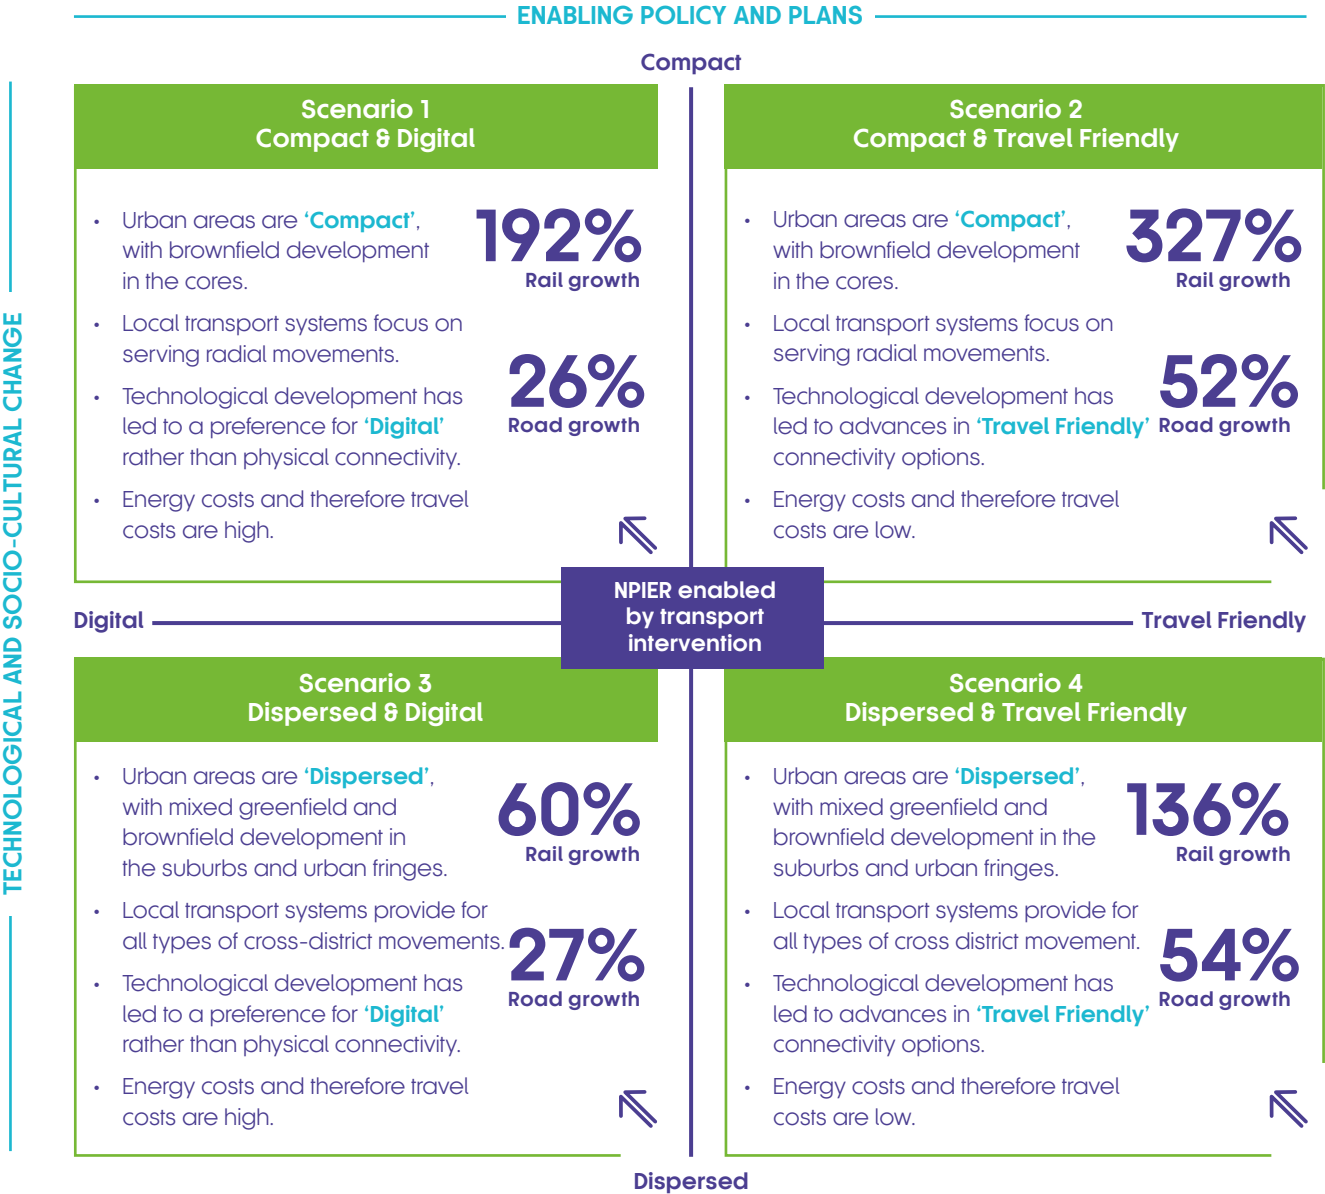 ENABLING POLICY AND PLANS
TECHNOLOGICAL AND SOCIO-CULTURAL CHANGE
Compact
Scenario 1
Compact & Digital
• Urban areas are ‘Compact’,
with brownfield development
in the cores.
• Local transport systems focus on
serving radial movements.
• Technological development has
led to a preference for ‘Digital’
rather than physical connectivity.
• Energy costs and therefore travel
costs are high.
192%
Rail growth
26%
Road growth
Scenario 2
Compact & Travel Friendly
• Urban areas are ‘Compact’,
with brownfield development
in the cores.
• Local transport systems focus on
serving radial movements.
• Technological development has
led to advances in ‘Travel Friendly’
connectivity options.
• Energy costs and therefore travel
costs are low.
327%
Rail growth
52%
Road growth
Digital
NPIER enabled
by transport
intervention
Travel Friendly
Scenario 3
Dispersed & Digital
• Urban areas are ‘Dispersed’,
with mixed greenfield and
brownfield development in
the suburbs and urban fringes.
• Local transport systems provide for
all types of cross-district movements.
• Technological development has
led to a preference for ‘Digital’
rather than physical connectivity.
• Energy costs and therefore travel
costs are high.
60%
Rail growth
27%
Road growth
Scenario 4
Dispersed & Travel Friendly
• Urban areas are ‘Dispersed’,
with mixed greenfield and
brownfield development in the
suburbs and urban fringes.
• Local transport systems provide for
all types of cross district movement.
• Technological development has
led to advances in ‘Travel Friendly’
connectivity options.
• Energy costs and therefore travel
costs are low.
136%
Rail growth
54%
Road growth
Dispersed